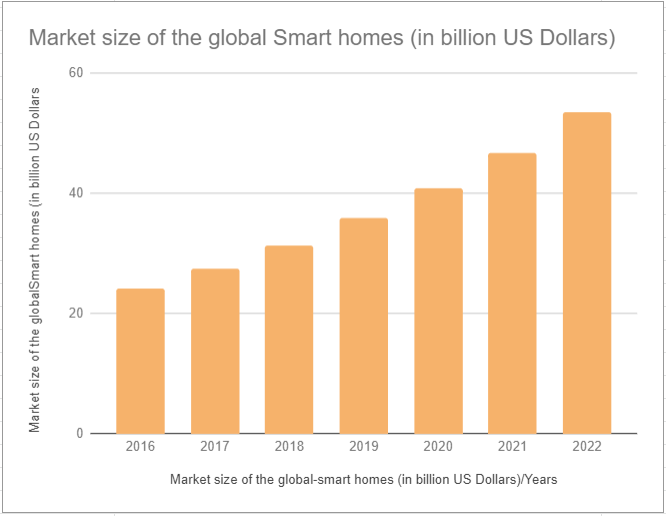 Market size of the global Smart homes (in billion US Dollars)
Market size of the globalSmart homes (in billion US Dollars
60
40
20
0
2016 2017 2018 2019 2020 2021 2022
Market size of the global-smart homes (in billion US Dollars)/Years